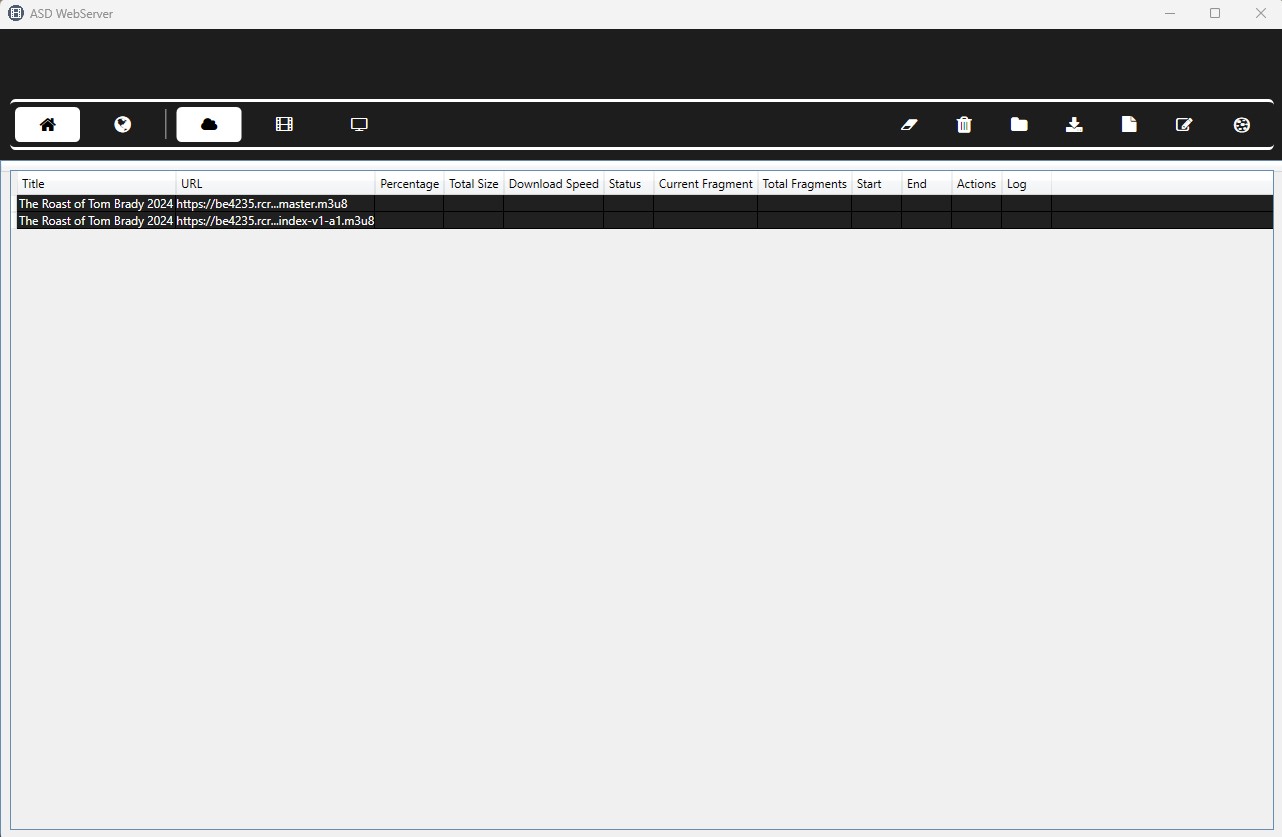 ASD WebServer
Title URL Percentage Total Size Download Speed Status Current Fragment Total Fragments Start End Actions Log
The Roast of Tom Brady 2024 https://be4235.rcr...master.m3u8
The Roast of Tom Brady 2024 https://be4235.rcr...index-v1-a1.m3u8